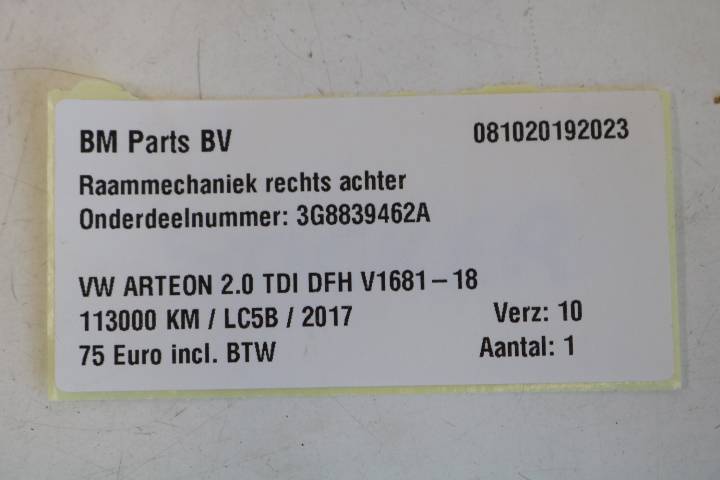 BM Parts BV 081020192023
Raammechaniek rechts achter
Onderdeelnummer: 3G8839462A
VW ARTEON 2.0 TDI DFH V1681-18
113000 KM / LC5B / 2017 Verz: 10
75 Euro incl. BTW Aantal: 1